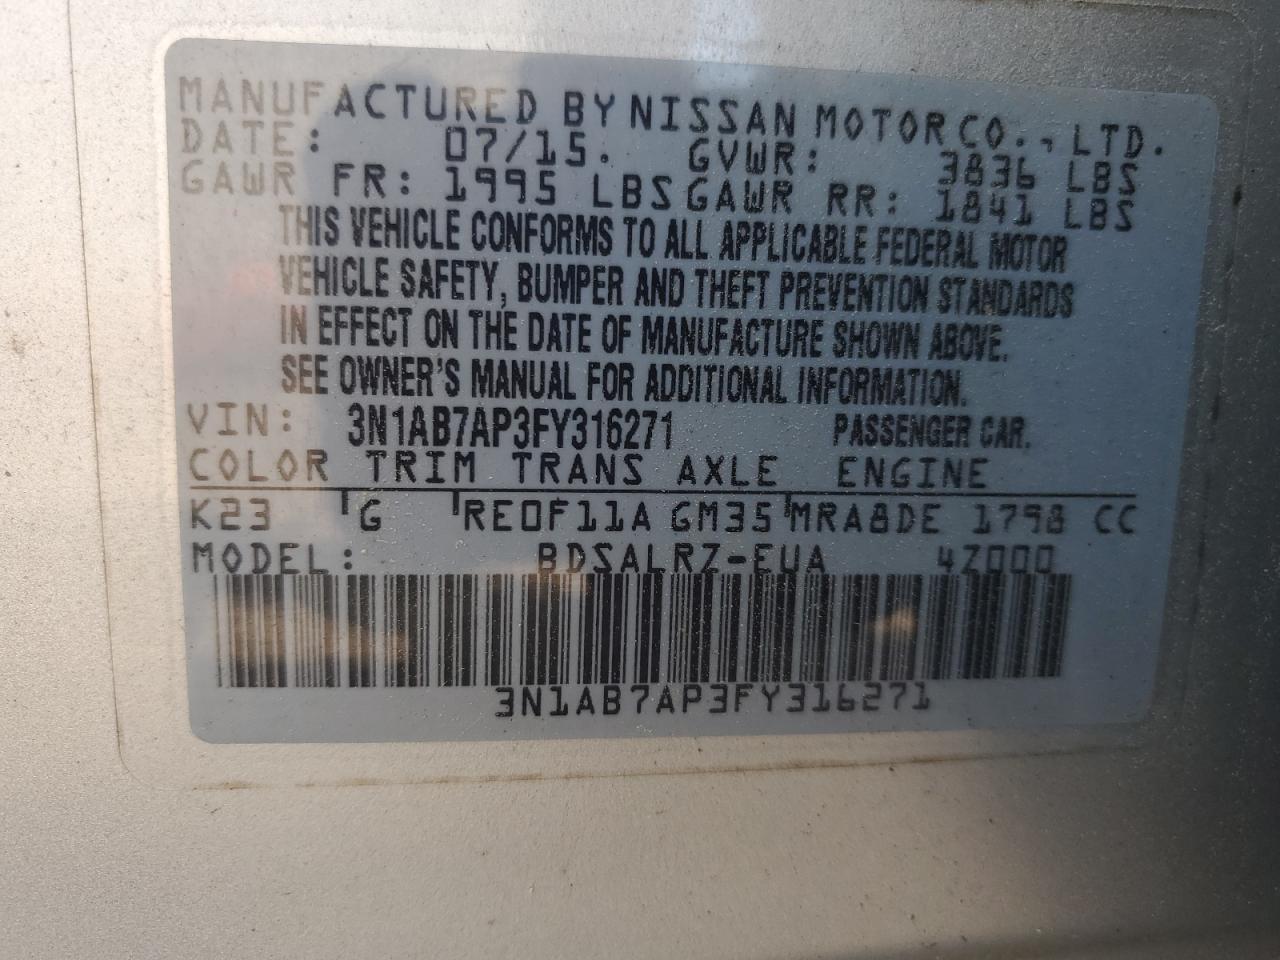 MANUFACTURED BY NISSAN MOTOR CO., LTD.
DATE: 07/15. GVWR: 3836 LBS
GAWR FR: 1995 LBS GAWR RR: 1841 LBS
THIS VEHICLE CONFORMS TO ALL APPLICABLE FEDERAL MOTOR
VEHICLE SAFETY, BUMPER AND THEFT PREVENTION STANDARDS
IN EFFECT ON THE DATE OF MANUFACTURE SHOWN ABOVE.
SEE OWNER'S MANUAL FOR ADDITIONAL INFORMATION.
VIN: 3N1AB7AP3FY316271 PASSENGER CAR.
COLOR TRIM TRANS AXLE ENGINE
K23 G RE0F11A GM35 MRA8DE 1798 CC
MODEL: BDSALRZ-EUA 4Z000
3N1AB7AP3FY316271